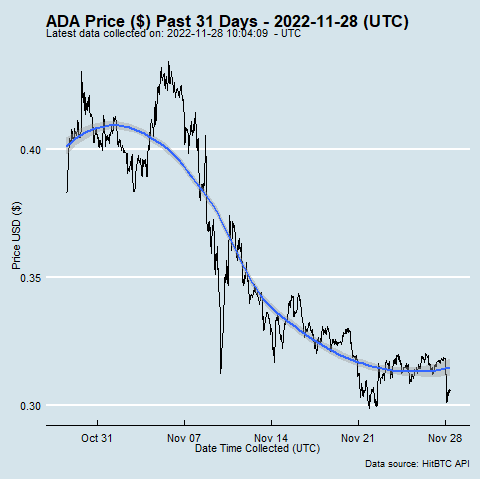 ADA Price ($) Past 31 Days - 2022-11-28 (UTC)
Latest data collected on: 2022-11-28 10:04:09 - UTC
0.40
0.35
0.30
Price USD ($)
Oct 31
Nov 07
Nov 14
Nov 21
Nov 28
Date Time Collected (UTC)
Data source: HitBTC API